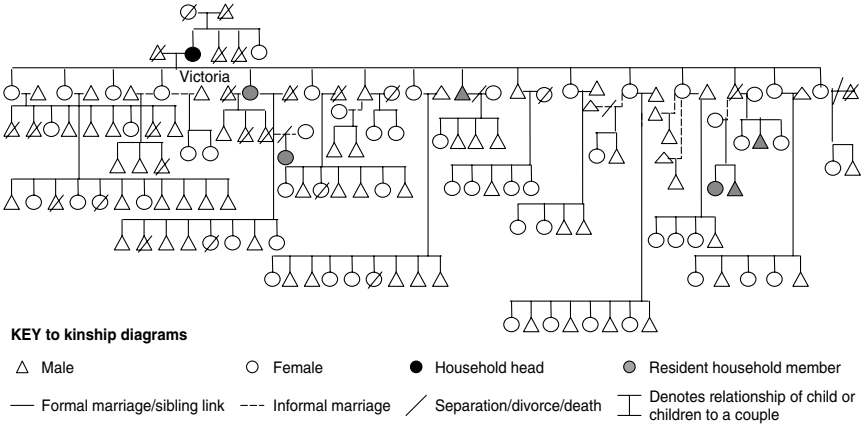 Victoria
KEY to kinship diagrams
Male
Female
Household head
Resident household member
Formal marriage/sibling link
Informal marriage
Separation/divorce/death
Denotes relationship of child or
children to a couple